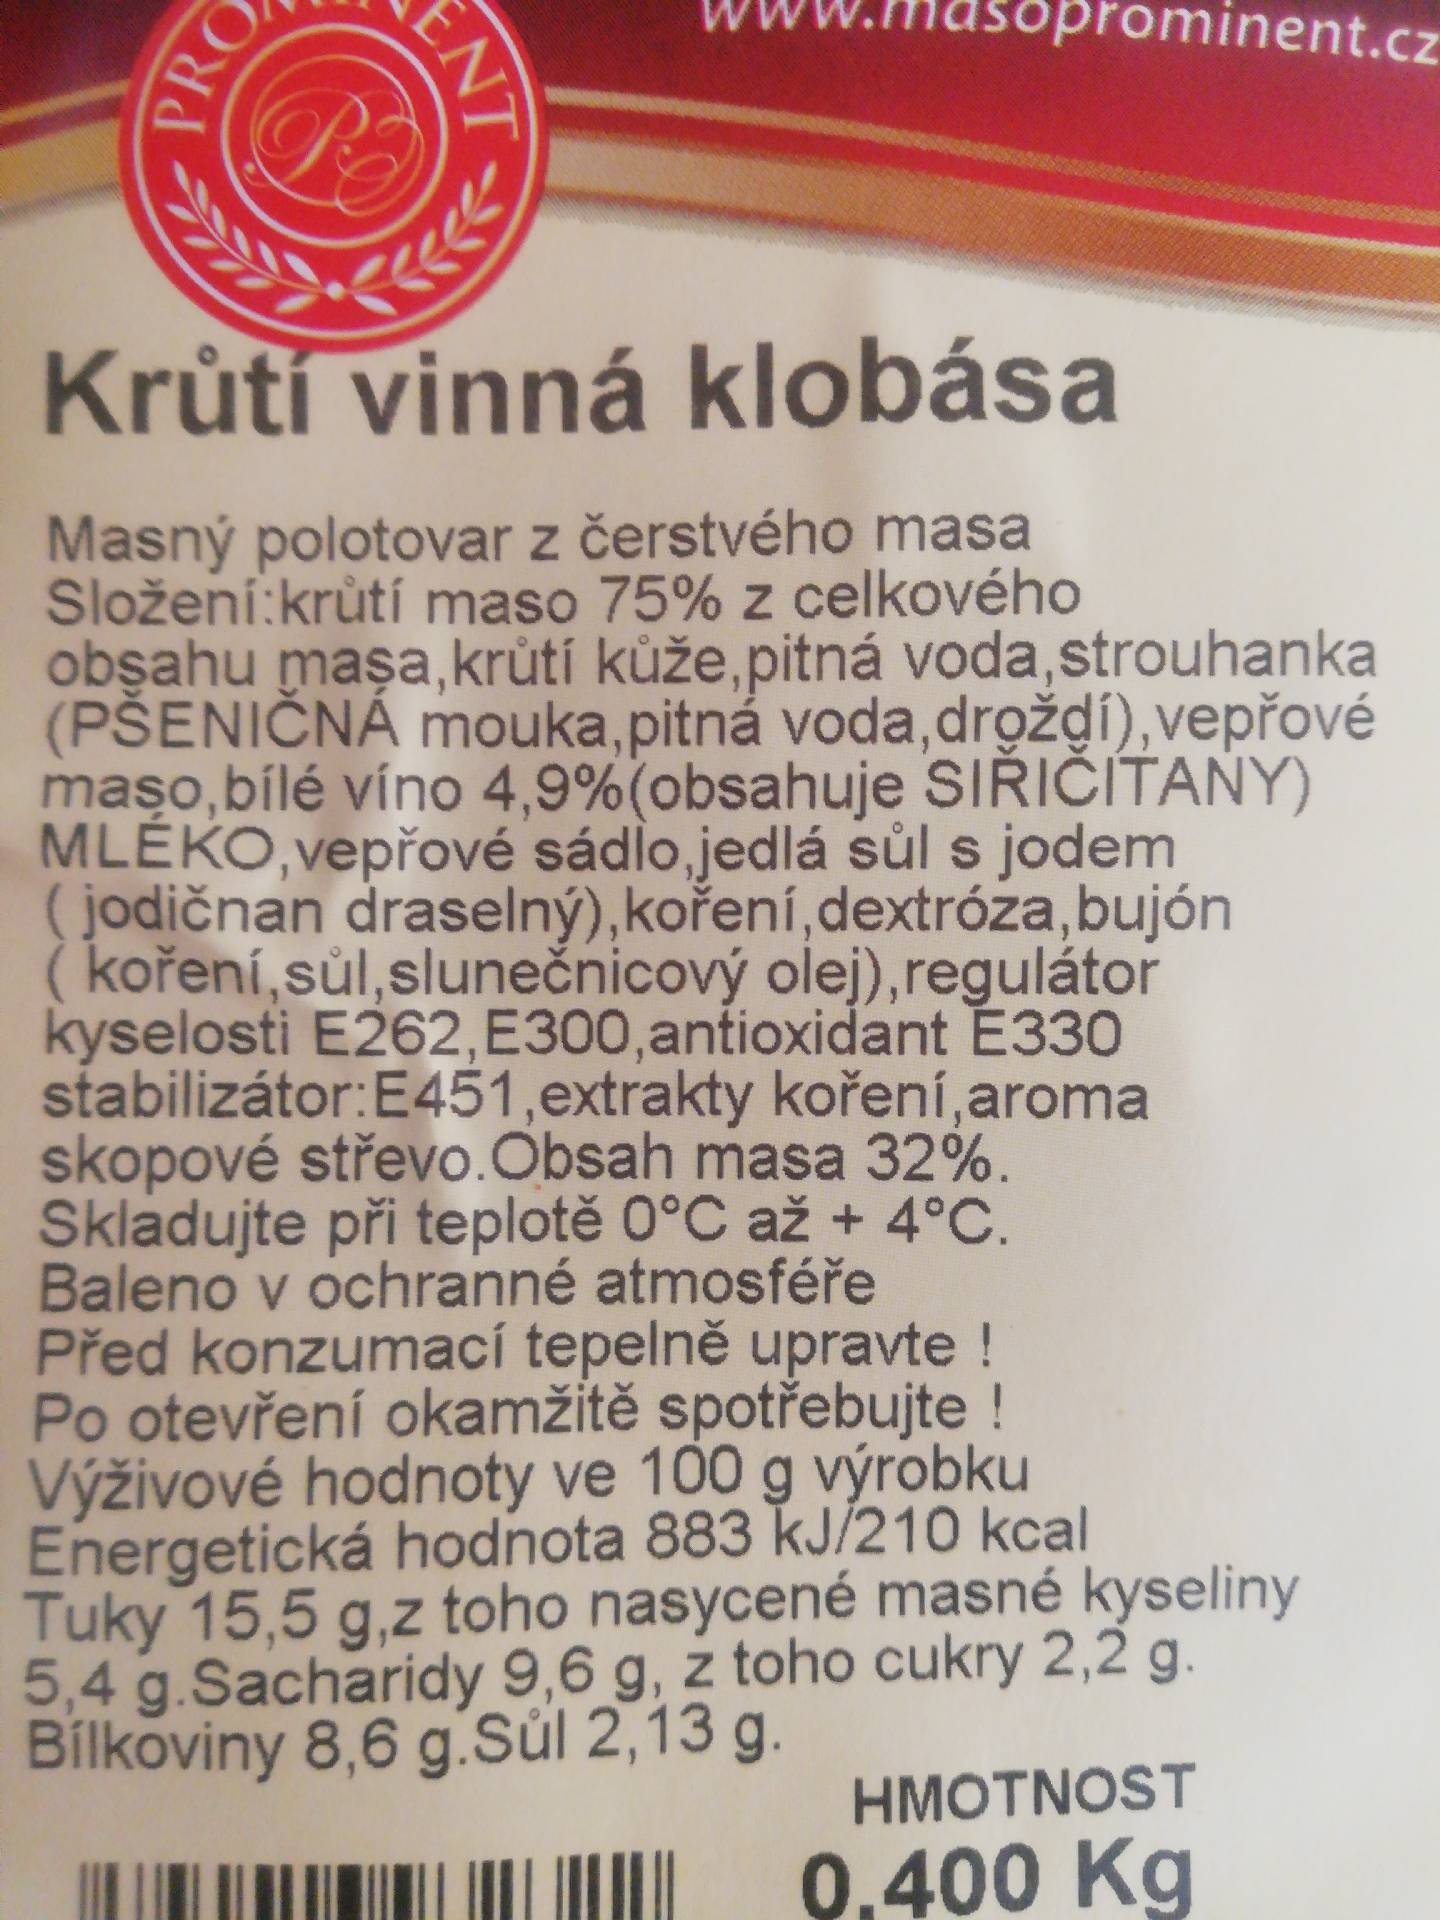 www.masoprominent.cz
PROMINENT
Krůtí vinná klobása
Masný polotovar z čerstvého masa
Složení:krůtí maso 75% z celkového
obsahu masa,krůtí kůže,pitná voda,strouhanka
(PŠENIČNÁ mouka,pitná voda,droždí),vepřové
maso,bílé víno 4,9%(obsahuje SIŘIČITANY)
MLÉKO,vepřové sádlo,jedlá sůl s jodem
( jodičnan draselný),koření,dextróza,bujón
( koření,sůl,slunečnicový olej),regulátor
kyselosti E262,E300,antioxidant E330
stabilizátor:E451,extrakty koření,aroma
skopové střevo.Obsah masa 32%.
Skladujte při teplotě 0°C až + 4°C.
Baleno v ochranné atmosféře
Před konzumací tepelně upravte !
Po otevření okamžitě spotřebujte !
Výživové hodnoty ve 100 g výrobku
Energetická hodnota 883 kJ/210 kcal
Tuky 15,5 g,z toho nasycené masné kyseliny
5,4 g.Sacharidy 9,6 g, z toho cukry 2,2 g.
Bílkoviny 8,6 g.Sůl 2,13 g.
HMOTNOST
0.400 Kg